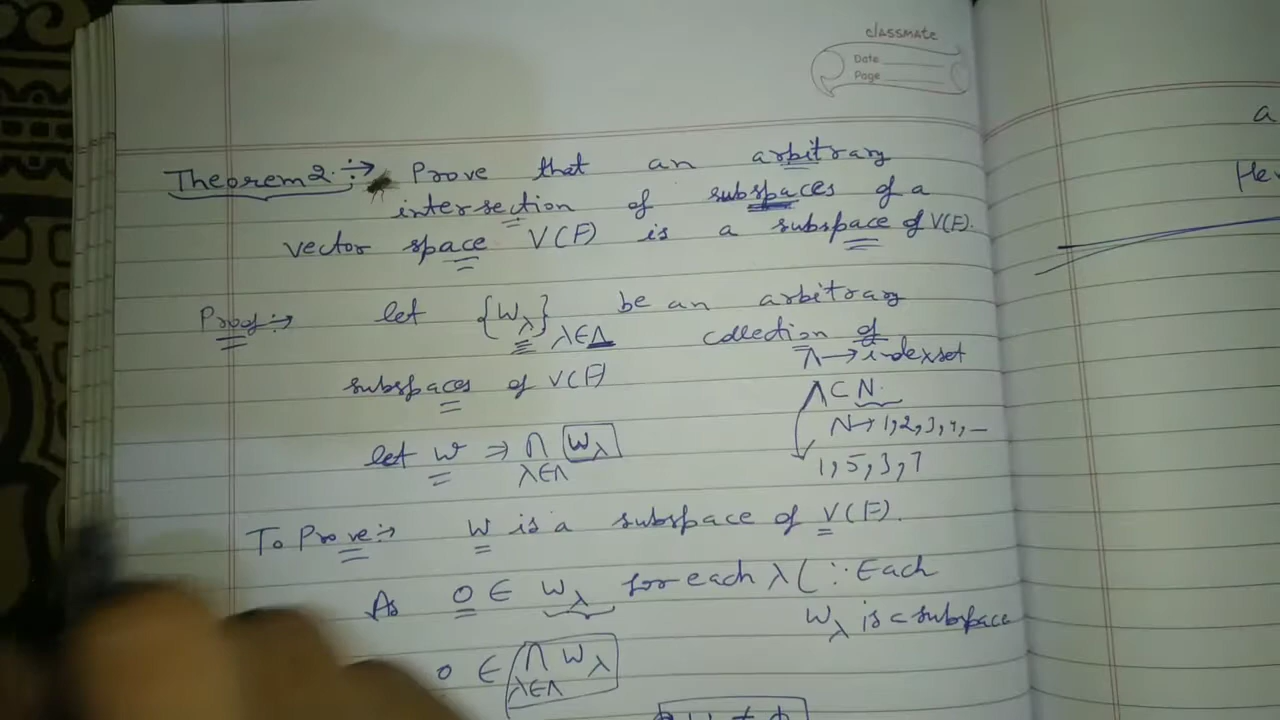 classmate
Date
Page
Theorem 2 :→ Prove that an arbitrary
intersection of subspaces of a
vector space V(F) is a subspace of V(F).
Proof :→ let {Wλ} λ∈Λ be an arbitrary
collection of
λ → indexset
subspaces of V(F)
Λ ⊂ N.
N → 1,2,3,4,—
let W ⇒ ∩ Wλ
λ∈Λ
1,5,3,7
To Prove :→ W is a subspace of V(F).
As 0 ∈ Wλ for each λ (∵ Each
Wλ is a subspace
0 ∈ ∩ Wλ
λ∈Λ
a
He